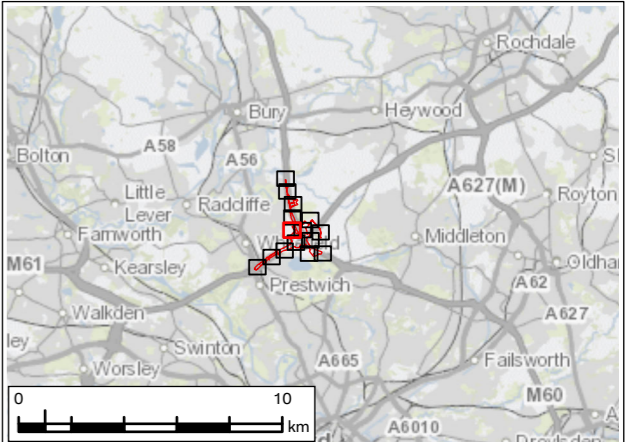 Rochdale
Bury
Heywood
A58
Bolton
A56
A627(M)
Little
Lever
Radcliffe
Royton
Farnworth
Middleton
M61
Kearsley
Prestwich
A62
Walkden
A627
Swinton
A665
Failsworth
Worsley
M60
0
10
km
A6010